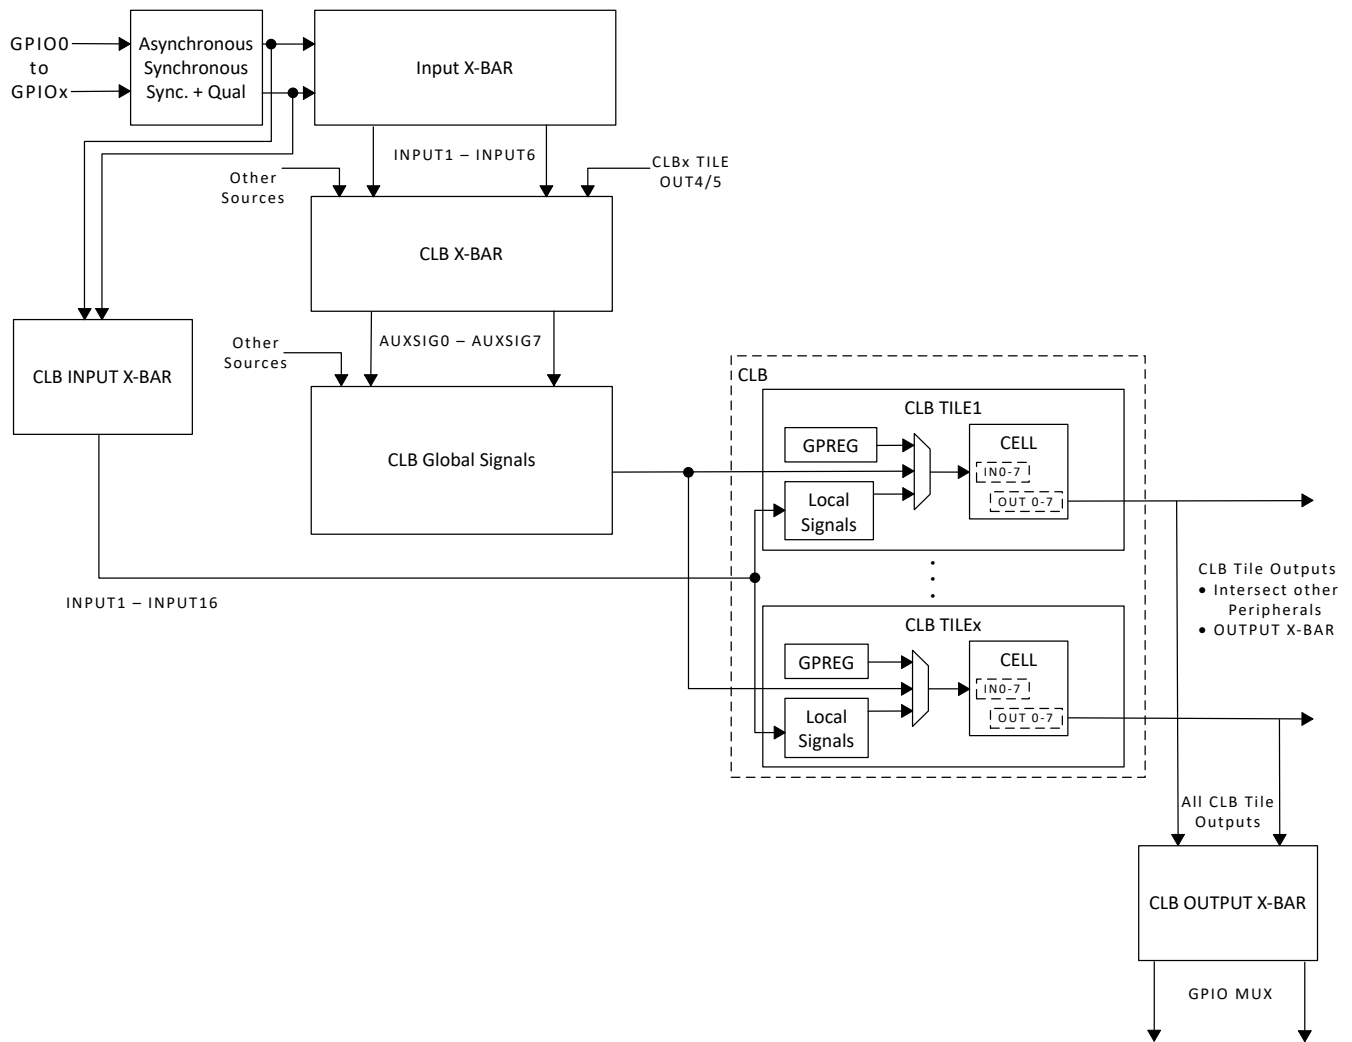 GPIO0
to
GPIOx
Asynchronous
Synchronous
Sync. + Qual
Input X-BAR
INPUT1 – INPUT6
Other
Sources
CLBx TILE
OUT4/5
CLB X-BAR
AUXSIG0 – AUXSIG7
Other
Sources
CLB INPUT X-BAR
CLB Global Signals
INPUT1 – INPUT16
CLB
CLB TILE1
GPREG
Local
Signals
CELL
IN0-7
OUT 0-7
CLB TILEx
GPREG
Local
Signals
CELL
IN0-7
OUT 0-7
CLB Tile Outputs
• Intersect other
Peripherals
• OUTPUT X-BAR
All CLB Tile
Outputs
CLB OUTPUT X-BAR
GPIO MUX